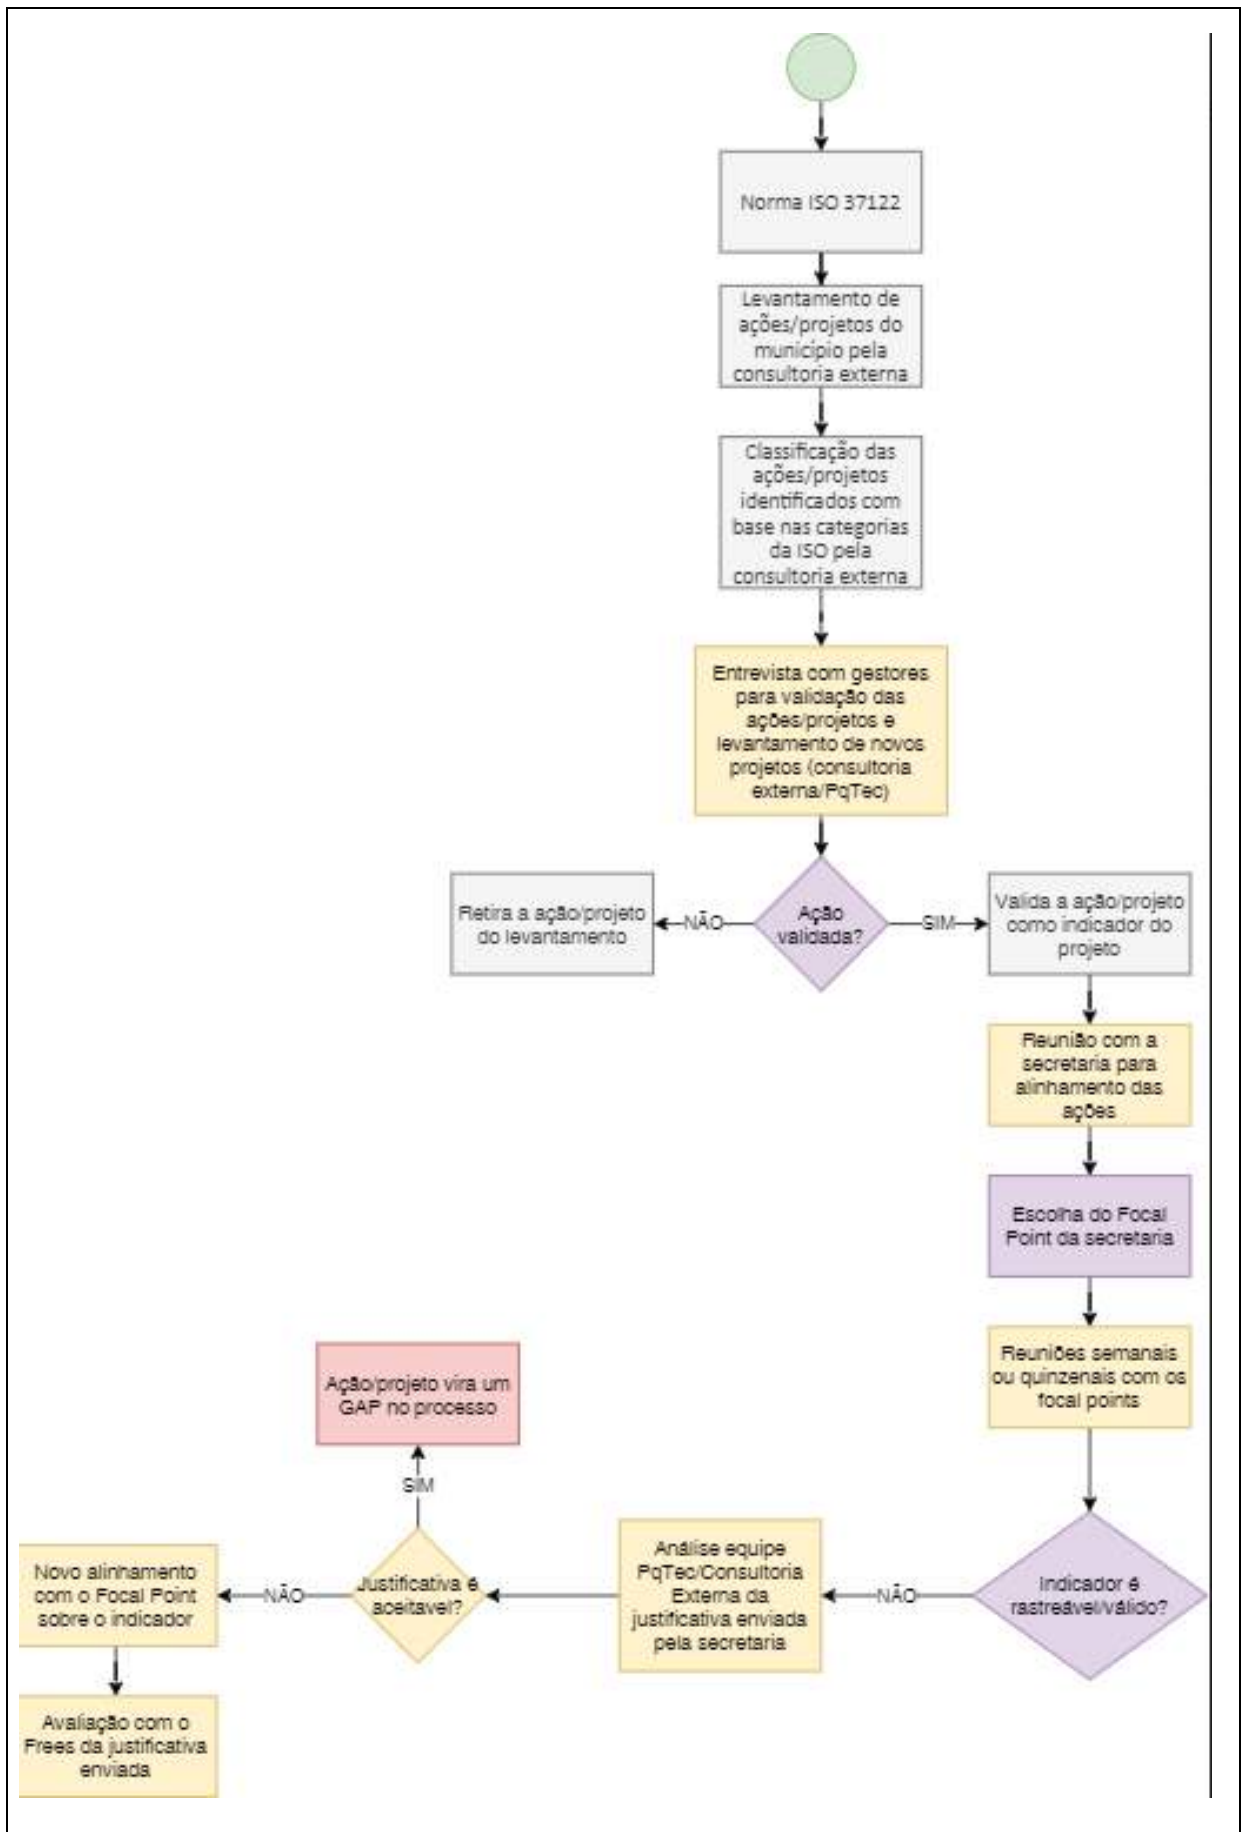 Norma ISO 37122
Levantamento de
ações/projetos do
município pela
consultoria externa
Classificação das
ações/projetos
identificados com
base nas categorias
da ISO pela
consultoria externa
Entrevista com gestores
para validação das
ações/projetos e
levantamento de novos
projetos (consultoria
externa/PqTec)
Retira a ação/projeto
do levantamento
NÃO
Ação
validada?
SIM
Valida a ação/projeto
como indicador do
projeto
Reunião com a
secretaria para
alinhamento das
ações
Escolha do Focal
Point da secretaria
Reuniões semanais
ou quinzenais com os
focal points
Indicador é
rastreável/válido?
NÃO
Análise equipe
PqTec/Consultoria
Externa da
justificativa enviada
pela secretaria
Justificativa é
aceitavel?
SIM
Ação/projeto vira um
GAP no processo
NÃO
Novo alinhamento
com o Focal Point
sobre o indicador
Avaliação com o
Frees da justificativa
enviada